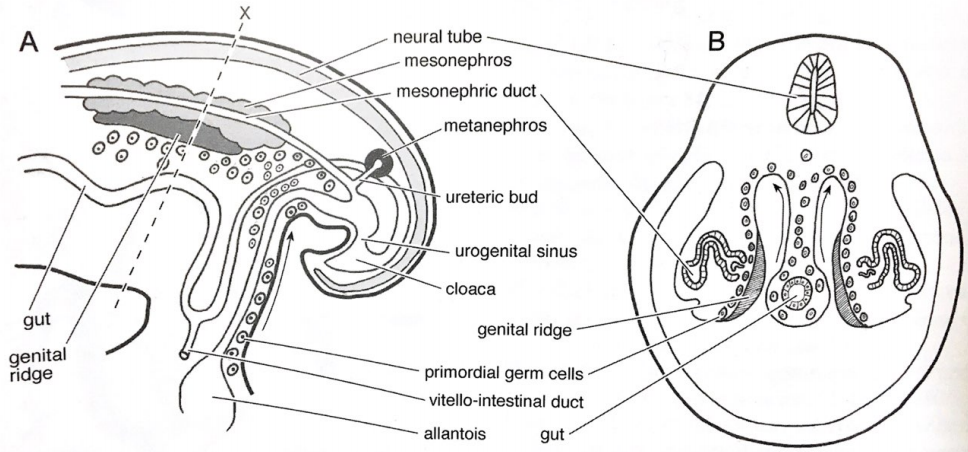 X
A
B
neural tube
mesonephros
mesonephric duct
metanephros
ureteric bud
urogenital sinus
cloaca
gut
genital ridge
genital
ridge
primordial germ cells
vitello-intestinal duct
allantois
gut